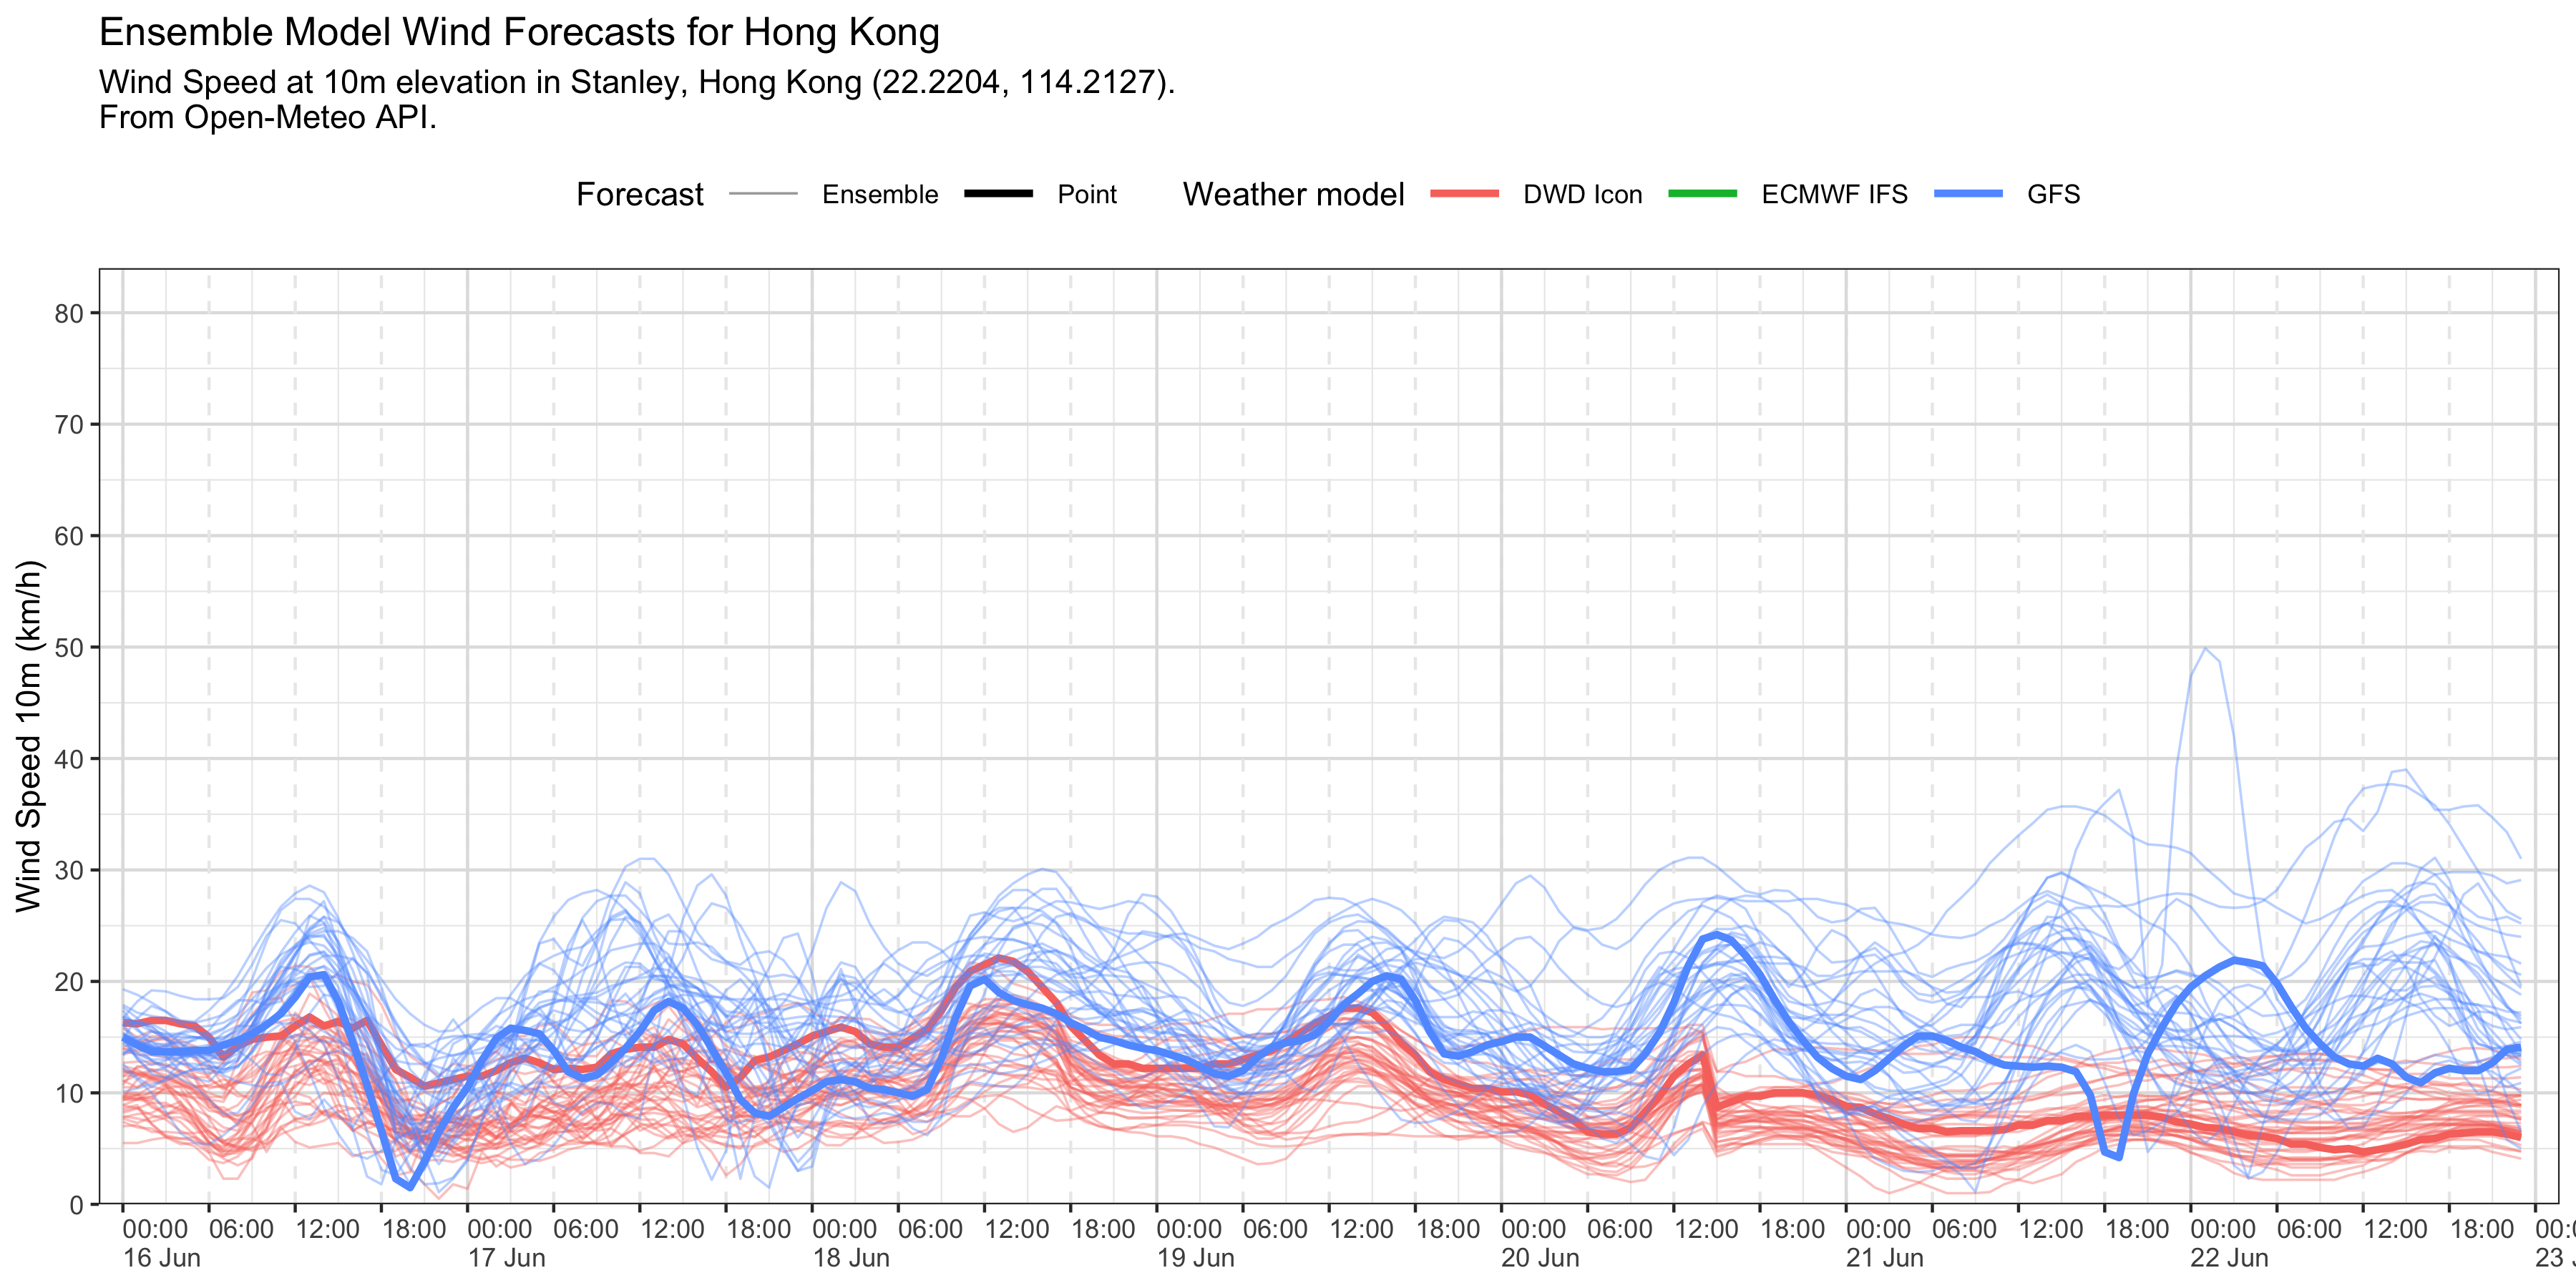 Ensemble Model Wind Forecasts for Hong Kong
Wind Speed at 10m elevation in Stanley, Hong Kong (22.2204, 114.2127).
From Open-Meteo API.
Forecast Ensemble Point Weather model DWD Icon ECMWF IFS GFS
Wind Speed 10m (km/h)
80
70
60
50
40
30
20
10
0
00:00 06:00 12:00 18:00 00:00 06:00 12:00 18:00 00:00 06:00 12:00 18:00 00:00 06:00 12:00 18:00 00:00 06:00 12:00 18:00 00:00 06:00 12:00 18:00 00:00 06:00 12:00 18:00
16 Jun 17 Jun 18 Jun 19 Jun 20 Jun 21 Jun 22 Jun 23